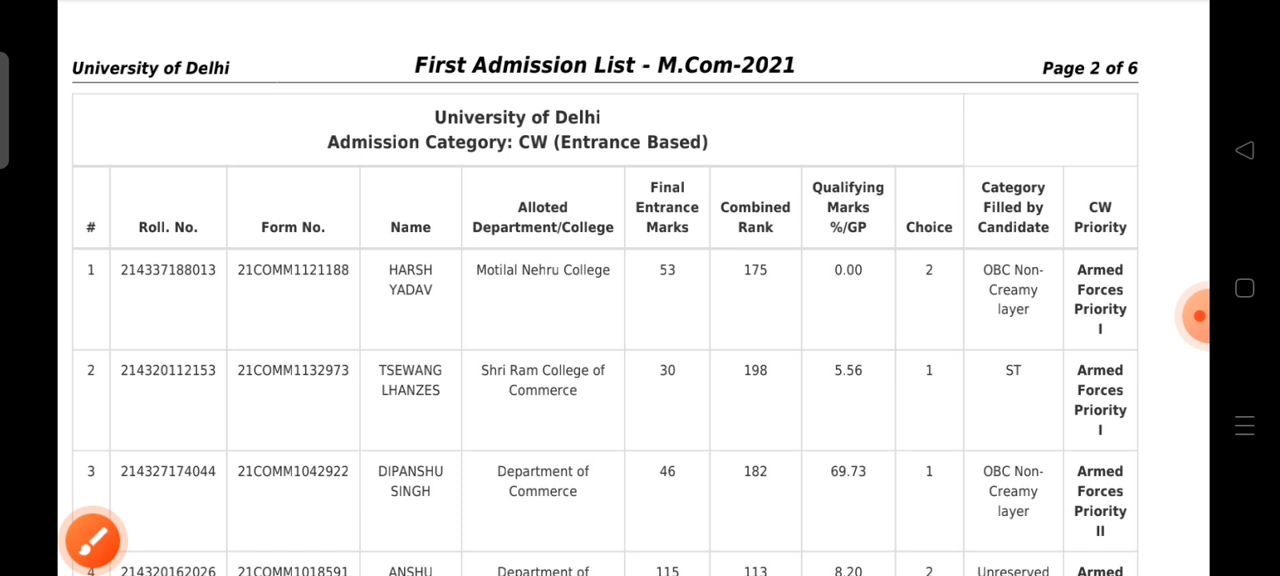 University of Delhi First Admission List - M.Com-2021 Page 2 of 6
University of Delhi
Admission Category: CW (Entrance Based)
# Roll. No. Form No. Name Alloted Department/College Final Entrance Marks Combined Rank Qualifying Marks %/GP Choice Category Filled by Candidate CW Priority
1 214337188013 21COMM1121188 HARSH YADAV Motilal Nehru College 53 175 0.00 2 OBC Non-Creamy layer Armed Forces Priority I
2 214320112153 21COMM1132973 TSEWANG LHANZES Shri Ram College of Commerce 30 198 5.56 1 ST Armed Forces Priority I
3 214327174044 21COMM1042922 DIPANSHU SINGH Department of Commerce 46 182 69.73 1 OBC Non-Creamy layer Armed Forces Priority II
4 214320162026 21COMM1018591 ANSHU Department of 115 113 8.20 2 Unreserved Armed